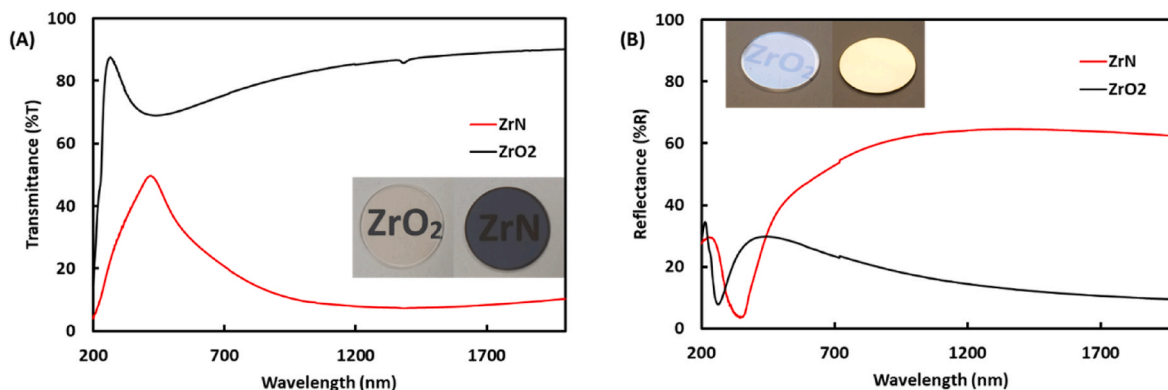 (A)
100
80
60
40
20
0
Transmittance (%T)
ZrN
ZrO2
ZrO₂
ZrN
200
700
1200
1700
Wavelength (nm)
(B)
100
80
60
40
20
0
Reflectance (%R)
ZrO₂
ZrN
ZrO2
200
700
1200
1700
Wavelength (nm)